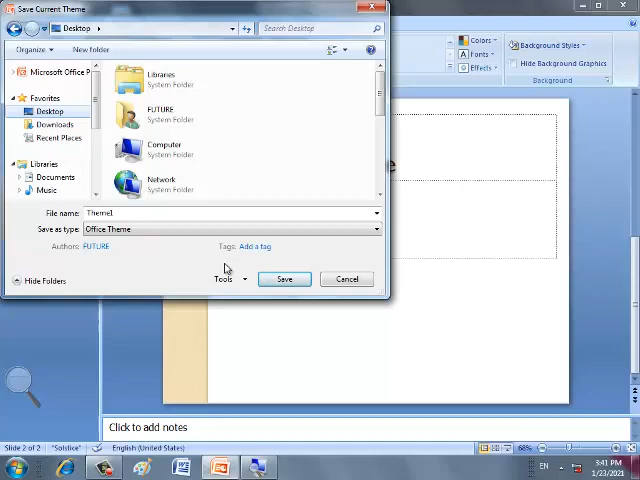 Save Current Theme
Desktop
Search Desktop
Colors
Fonts
Effects
Background Styles
Hide Background Graphics
Background
Organize
New folder
Microsoft Office P
Favorites
Desktop
Downloads
Recent Places
Libraries
Documents
Music
Libraries
System Folder
FUTURE
System Folder
Computer
System Folder
Network
System Folder
File name: Theme1
Save as type: Office Theme
Authors: FUTURE
Tags: Add a tag
Hide Folders
Tools
Save
Cancel
e
Click to add notes
Slide 2 of 2
"Solstice"
English (United States)
68%
EN
3:41 PM
1/23/2021